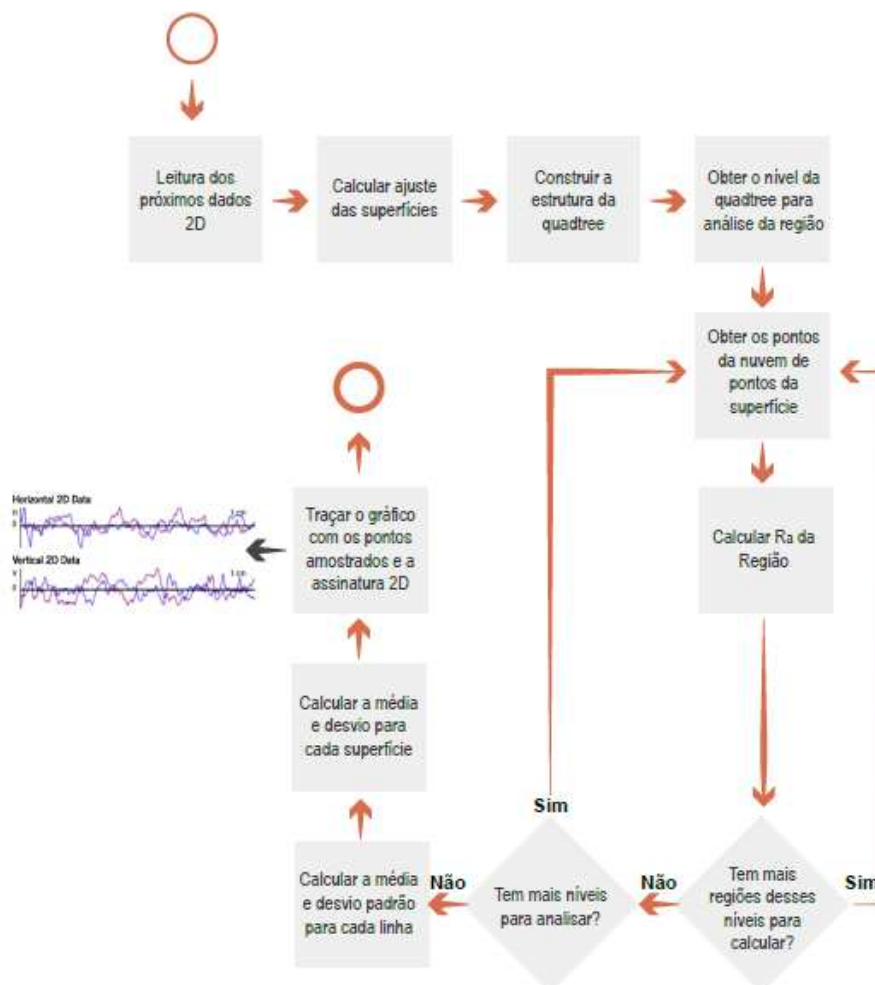 Leitura dos
próximos dados
2D
Calcular ajuste
das superfícies
Construir a
estrutura da
quadtree
Obter o nível da
quadtree para
análise da região
Obter os pontos
da nuvem de
pontos da
superfície
Calcular Ra da
Região
Tem mais
regiões desses
níveis para
calcular?
Sim
Não
Tem mais níveis
para analisar?
Sim
Não
Calcular a média
e desvio padrão
para cada linha
Calcular a média
e desvio para
cada superfície
Traçar o gráfico
com os pontos
amostrados e a
assinatura 2D
Horizontal 2D Data
Vertical 2D Data